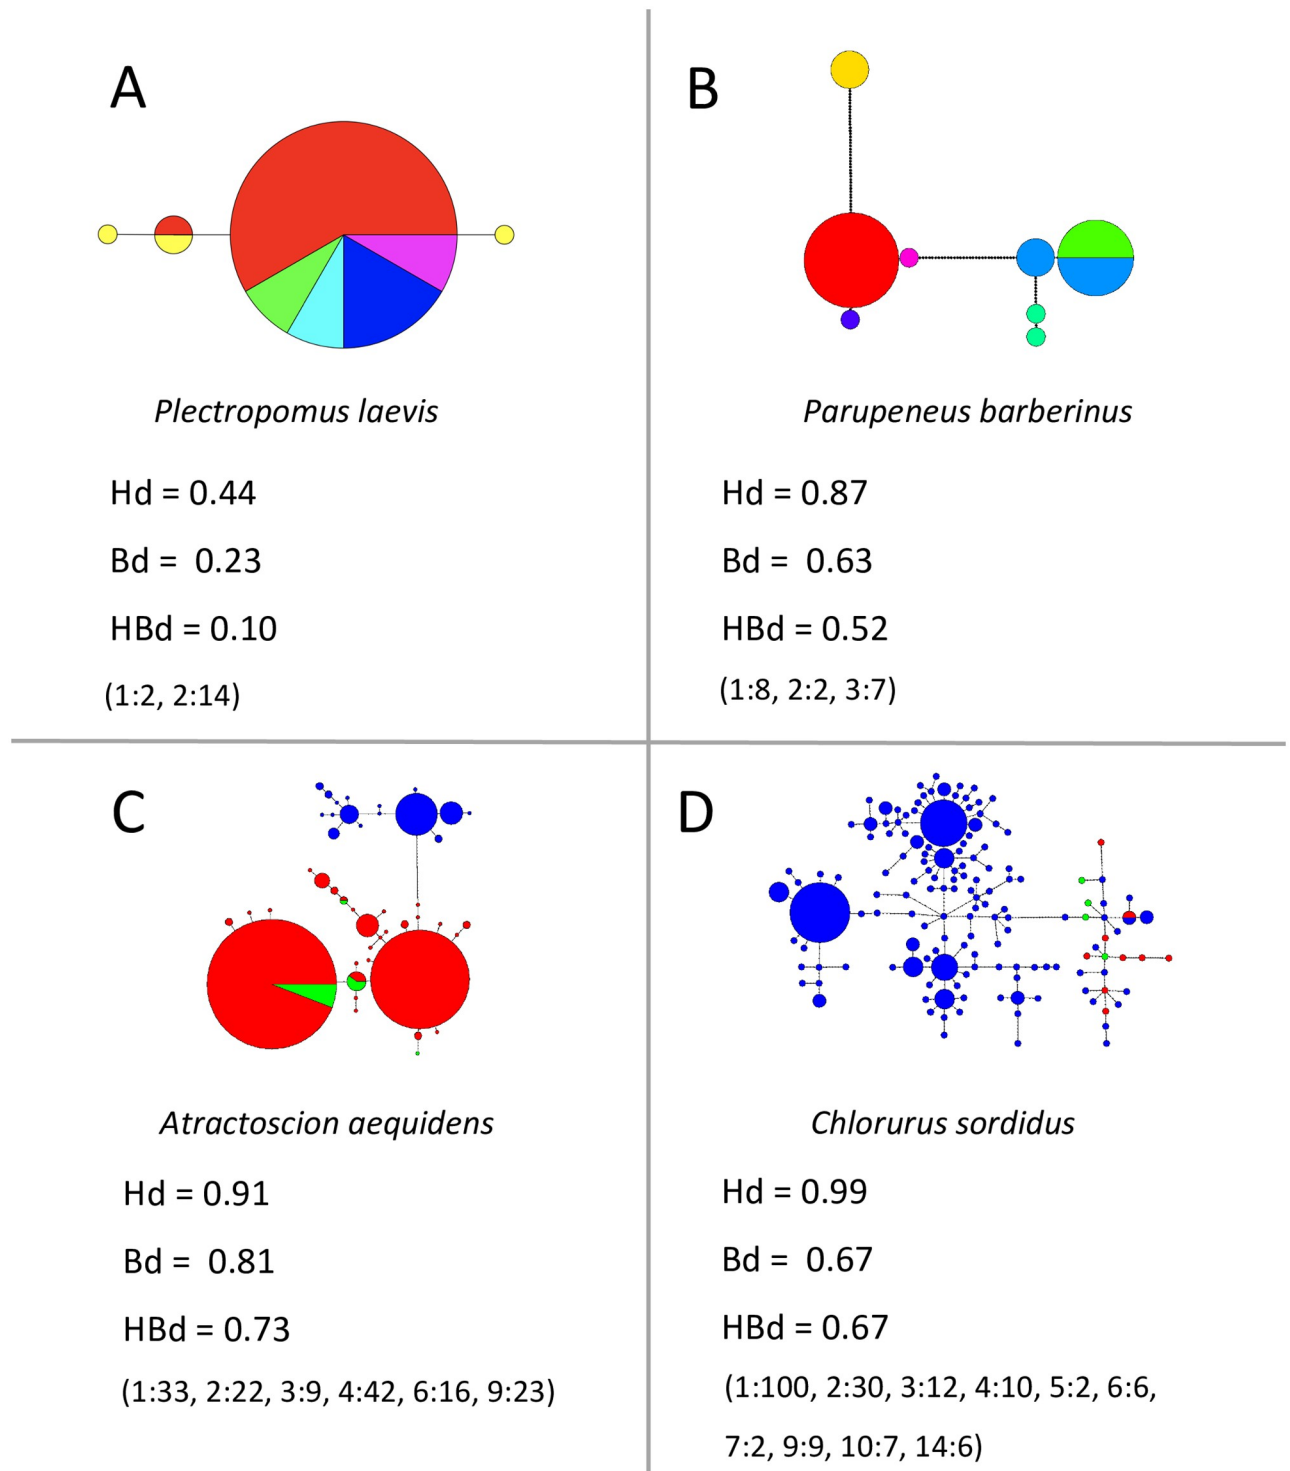 A
Plectropomus laevis
Hd = 0.44
Bd = 0.23
HBd = 0.10
(1:2, 2:14)
B
Parupeneus barberinus
Hd = 0.87
Bd = 0.63
HBd = 0.52
(1:8, 2:2, 3:7)
C
Atractoscion aequidens
Hd = 0.91
Bd = 0.81
HBd = 0.73
(1:33, 2:22, 3:9, 4:42, 6:16, 9:23)
D
Chlorurus sordidus
Hd = 0.99
Bd = 0.67
HBd = 0.67
(1:100, 2:30, 3:12, 4:10, 5:2, 6:6,
7:2, 9:9, 10:7, 14:6)